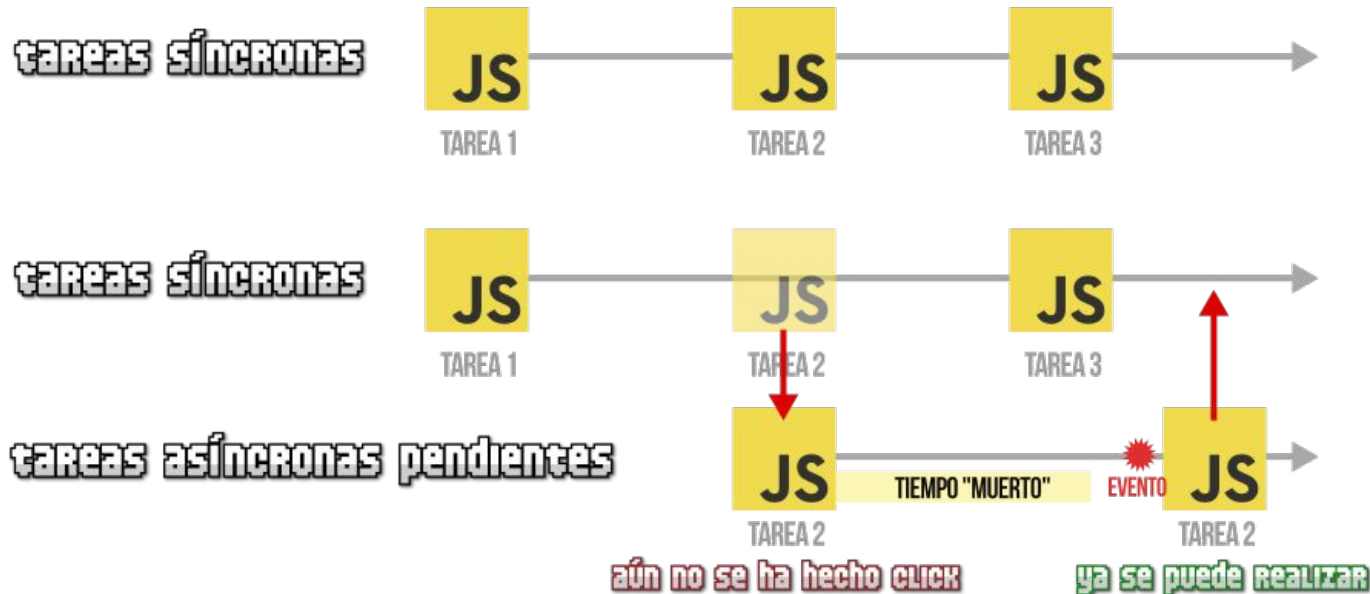 tareas síncronas
JS
JS
JS
TAREA 1
TAREA 2
TAREA 3
tareas síncronas
JS
JS
JS
TAREA 1
TAREA 2
TAREA 3
tareas asíncronas pendientes
JS
TIEMPO "MUERTO"
EVENTO
JS
TAREA 2
TAREA 2
aún no se ha hecho click
ya se puede realizar